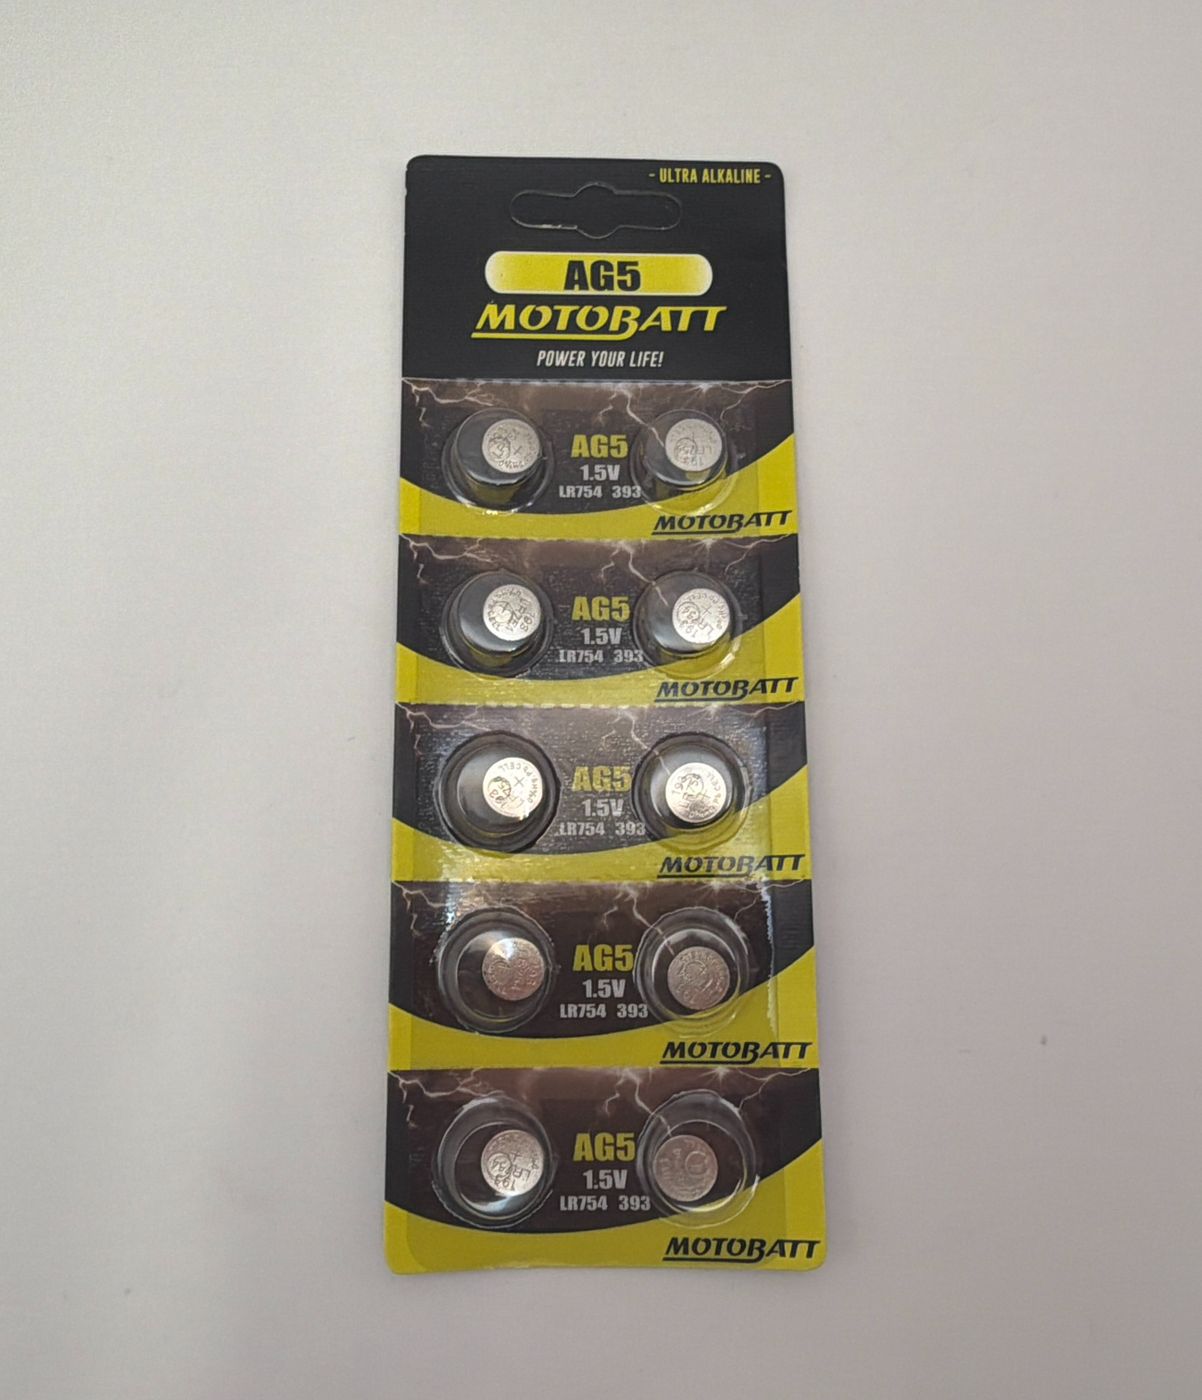 - ULTRA ALKALINE -
AG5
MOTOBATT
POWER YOUR LIFE!
AG5
1.5V
LR754 393
MOTOBATT
AG5
1.5V
LR754 393
MOTOBATT
AG5
1.5V
LR754 393
MOTOBATT
AG5
1.5V
LR754 393
MOTOBATT
AG5
1.5V
LR754 393
MOTOBATT